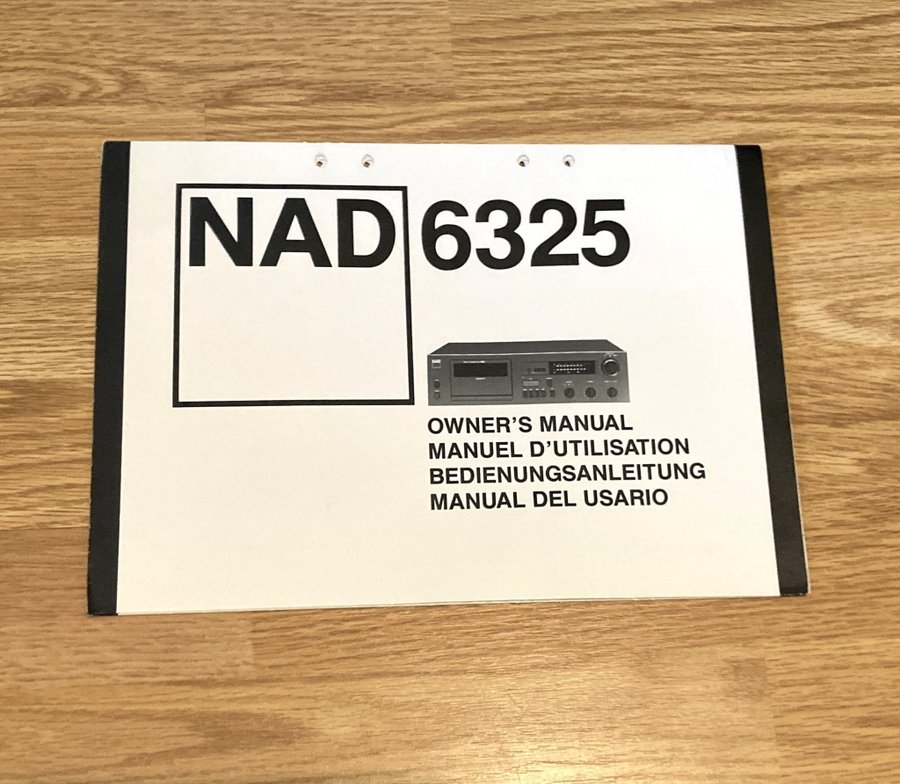 NAD 6325
OWNER'S MANUAL
MANUEL D'UTILISATION
BEDIENUNGSANLEITUNG
MANUAL DEL USARIO